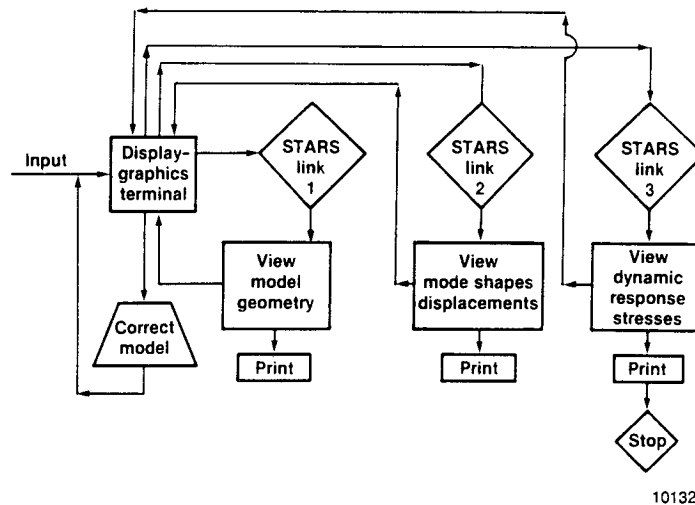 Input
Display-
graphics
terminal
STARS
link
1
STARS
link
2
STARS
link
3
View
model
geometry
View
mode shapes
displacements
View
dynamic
response
stresses
Correct
model
Print
Print
Print
Stop
10132